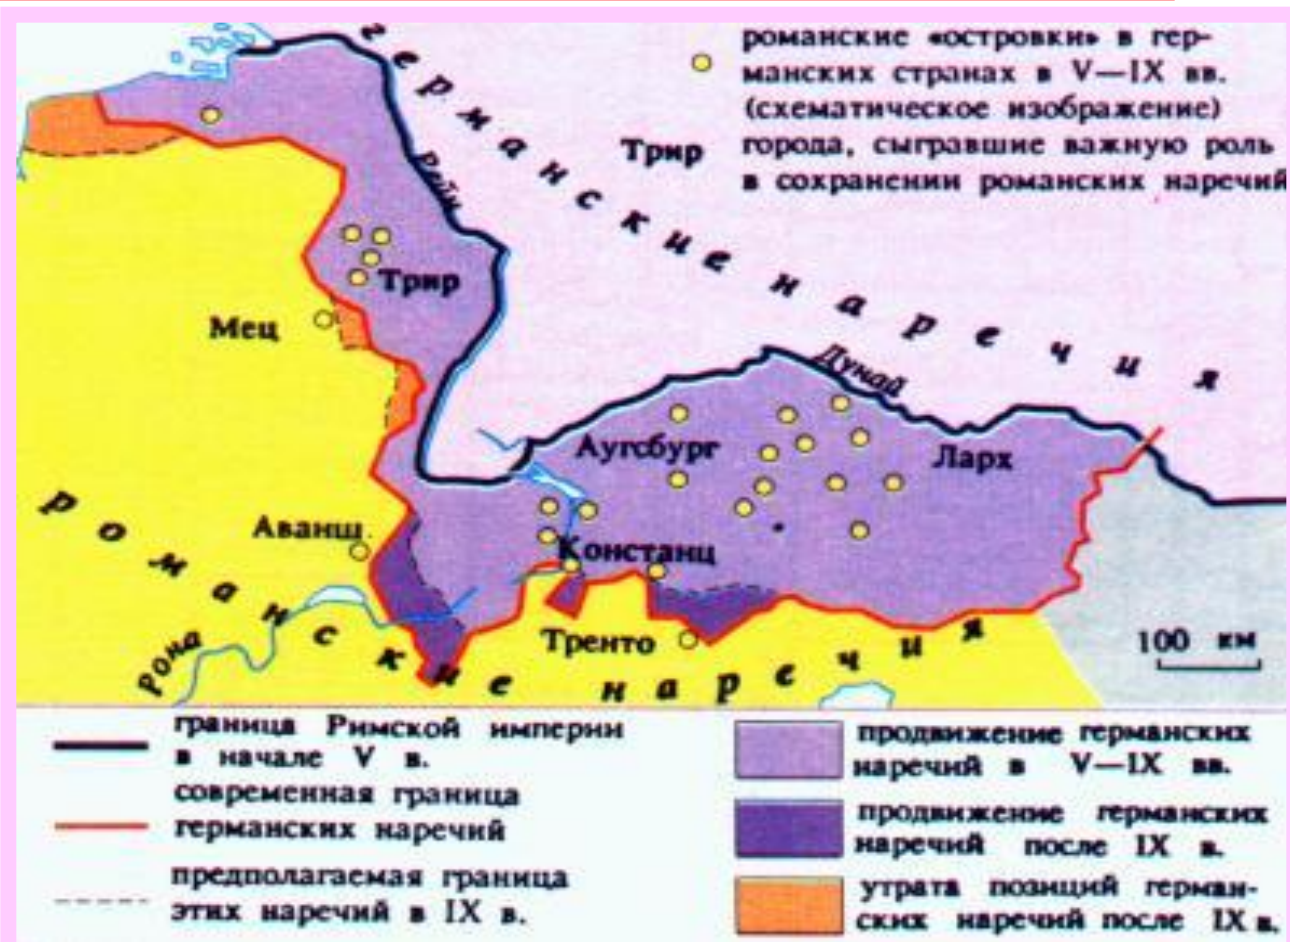 романские «островки» в гер-
манских странах в V—IX вв.
(схематическое изображение)
Трир города, сыгравшие важную роль
в сохранении романских наречий
германские наречия
Рейн
Трир
Мец
Дунай
Аугсбург
Ларх
Аванш
Констанц
Тренто
Рона
романские наречия
100 км
граница Римской империи
в начале V в.
современная граница
германских наречий
предполагаемая граница
этих наречий в IX в.
продвижение германских
наречий в V—IX вв.
продвижение германских
наречий после IX в.
утрата позиций герман-
ских наречий после IX в.